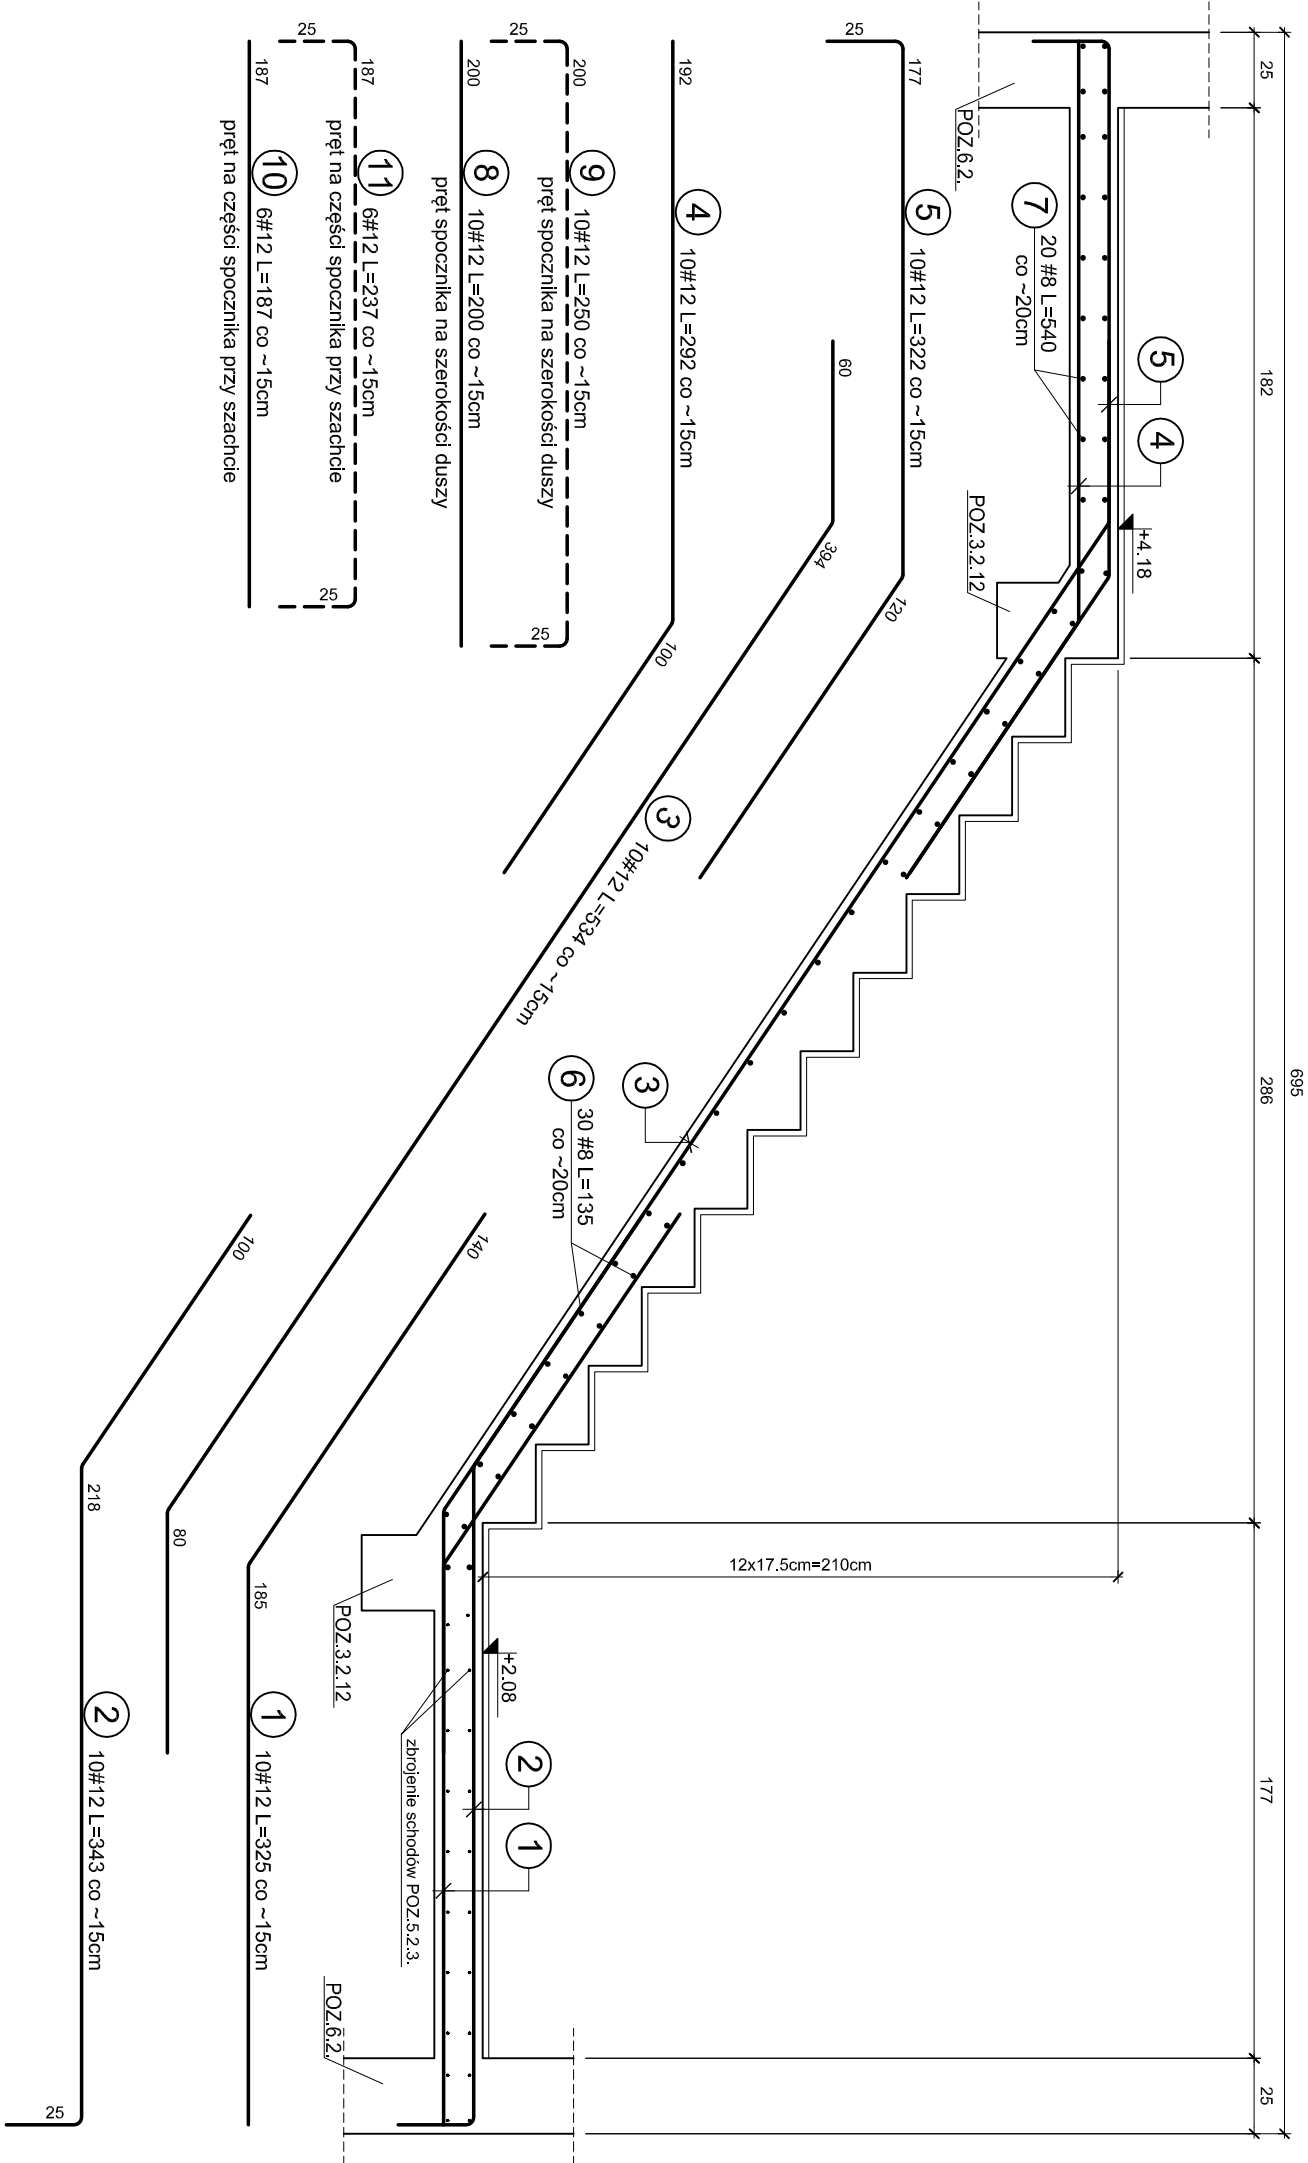 695
25
182
286
177
25
POZ.6.2.
7
20 #8 L=540
co ~20cm
5
4
+4.18
POZ.3.2.12
12x17.5cm=210cm
3
6
30 #8 L=135
co ~20cm
+2.08
POZ.3.2.12
2
1
zbrojenie schodów POZ.5.2.3.
POZ.6.2.
25
177
5
10#12 L=322 co ~15cm
120
60
394
3
10#12 L=534 co ~15cm
80
192
4
10#12 L=292 co ~15cm
100
140
185
1
10#12 L=325 co ~15cm
100
218
2
10#12 L=343 co ~15cm
25
25
200
9
10#12 L=250 co ~15cm
pręt spocznika na szerokości duszy
25
200
8
10#12 L=200 co ~15cm
pręt spocznika na szerokości duszy
25
187
11
6#12 L=237 co ~15cm
pręt na części spocznika przy szachcie
25
187
10
6#12 L=187 co ~15cm
pręt na części spocznika przy szachcie